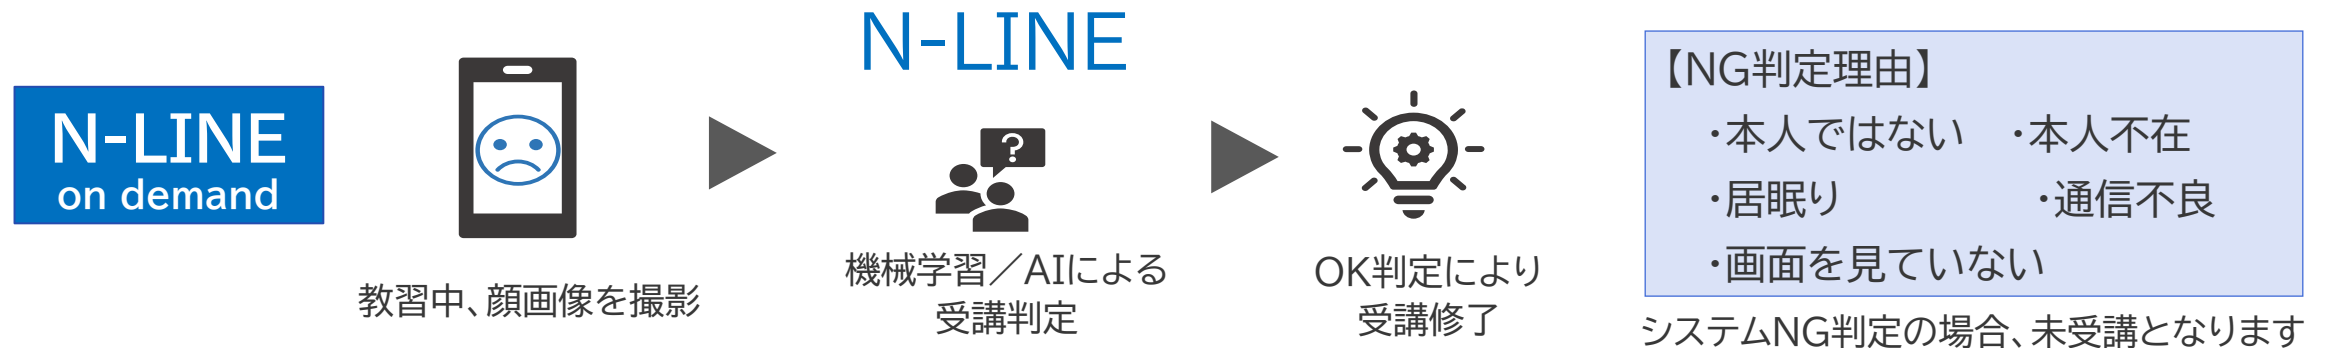 N-LINE
on demand
教習中、顔画像を撮影
N-LINE
?
機械学習／AIによる
受講判定
OK判定により
受講修了
【NG判定理由】
・本人ではない ・本人不在
・居眠り ・通信不良
・画面を見ていない
システムNG判定の場合、未受講となります